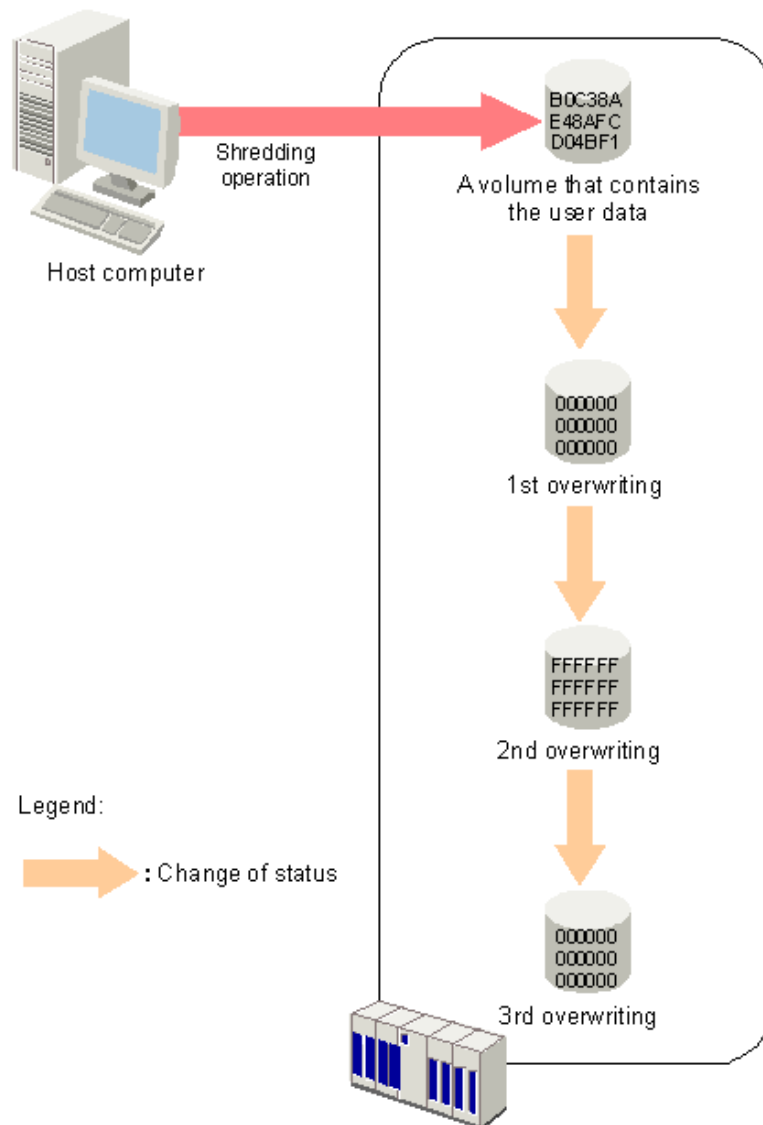 B0C38A
E48AFC
D04BF1
Shredding
operation
A volume that contains
the user data
Host computer
000000
000000
000000
1st overwriting
FFFFFF
FFFFFF
FFFFFF
2nd overwriting
Legend:
: Change of status
000000
000000
000000
3rd overwriting